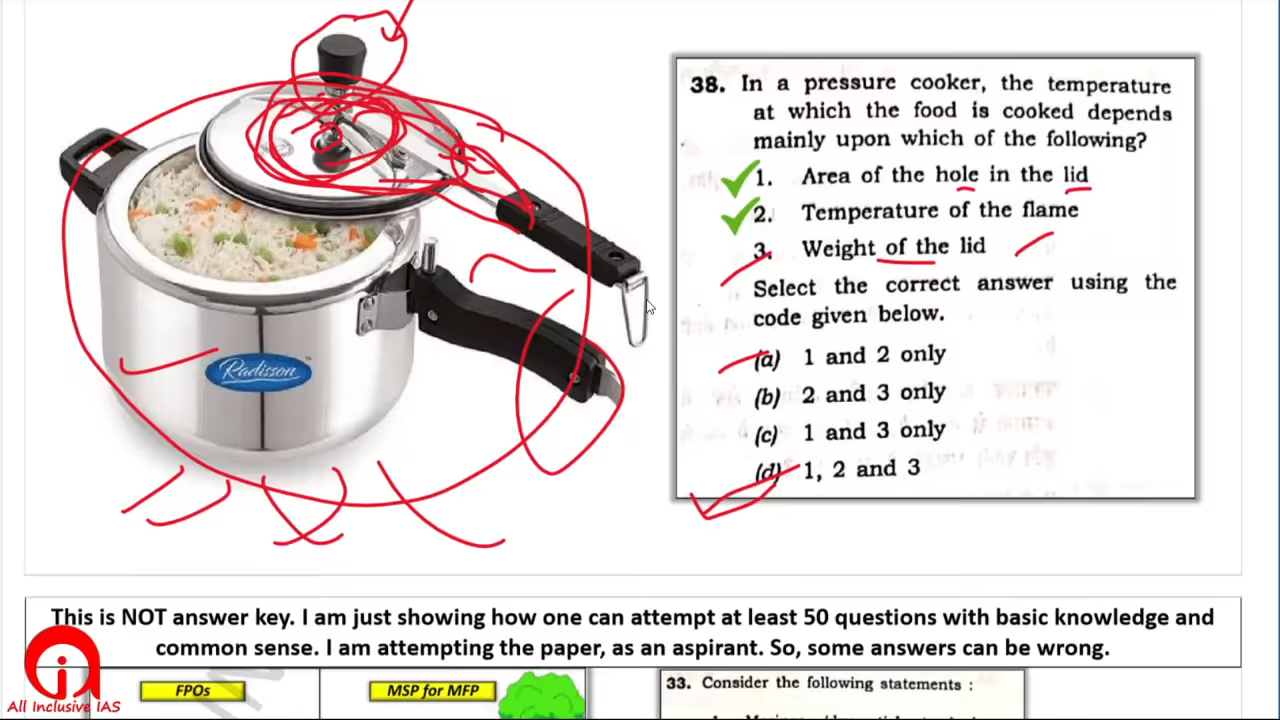 38. In a pressure cooker, the temperature
at which the food is cooked depends
mainly upon which of the following?
1. Area of the hole in the lid
2. Temperature of the flame
3. Weight of the lid
Select the correct answer using the
code given below.
(a) 1 and 2 only
(b) 2 and 3 only
(c) 1 and 3 only
(d) 1, 2 and 3
Radisson
This is NOT answer key. I am just showing how one can attempt at least 50 questions with basic knowledge and
common sense. I am attempting the paper, as an aspirant. So, some answers can be wrong.
All Inclusive IAS
FPOs
MSP for MFP
33. Consider the following statements :